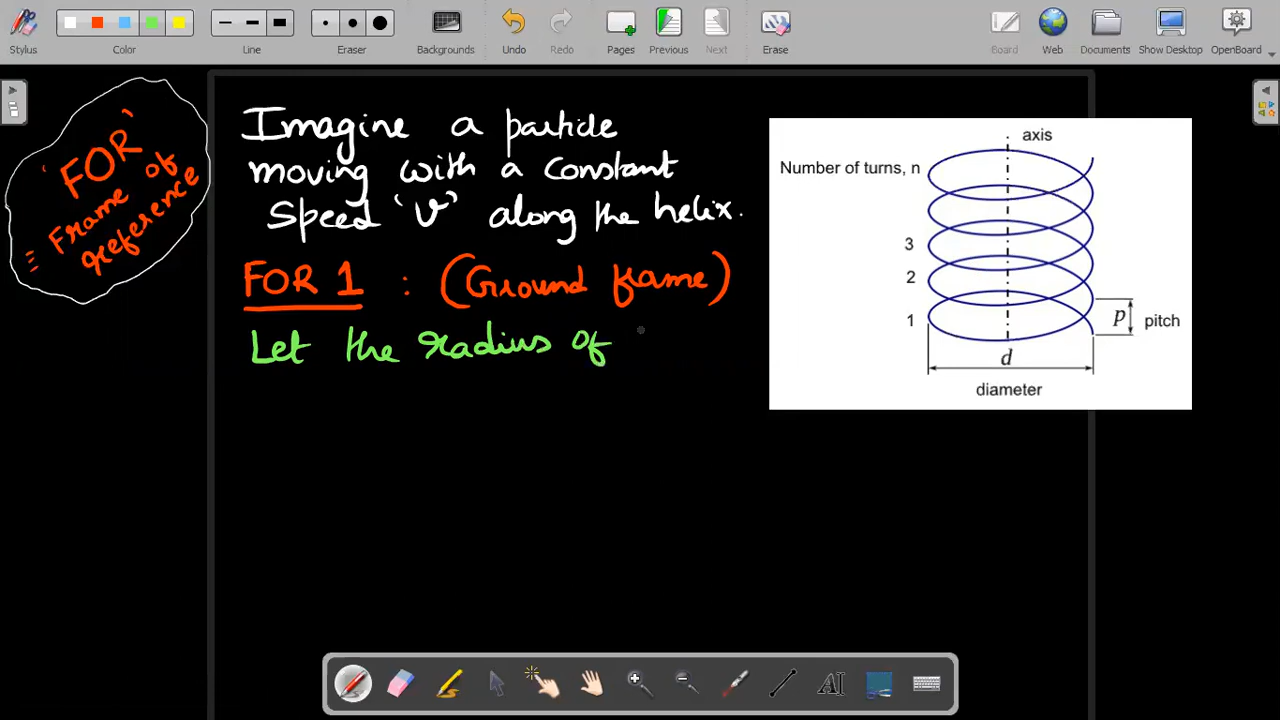 Stylus
Color
Line
Eraser
Backgrounds
Undo
Redo
Pages
Previous
Next
Erase
Board
Web
Documents
Show Desktop
OpenBoard
'FOR'
≡ Frame of
reference
Imagine a particle
moving with a constant
Speed 'v' along the helix.
FOR 1 : (Ground frame)
Let the radius of
axis
Number of turns, n
3
2
1
p
pitch
d
diameter
AI